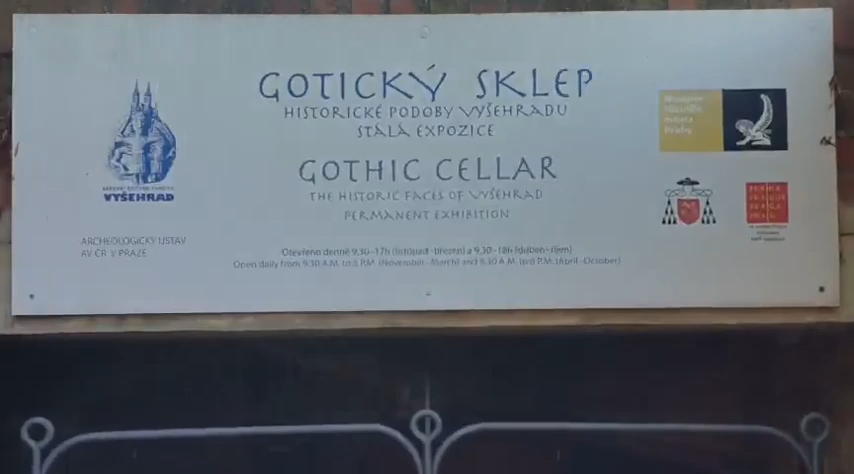 GOTICKÝ SKLEP
HISTORICKÉ PODOBY VYŠEHRADU
STÁLÁ EXPOZICE
GOTHIC CELLAR
THE HISTORIC FACES OF VYŠEHRAD
PERMANENT EXHIBITION
Otevřeno denně 9.30-17h (listopad - březen) a 9.30-18h (duben-říjen)
Open daily from 9.30 A.M. to 5 P.M. (November - March) and 9.30 A.M. to 6 P.M. (April - October)
VYŠEHRAD
ARCHEOLOGICKÝ ÚSTAV
AV ČR V PRAZE
města
Prahy